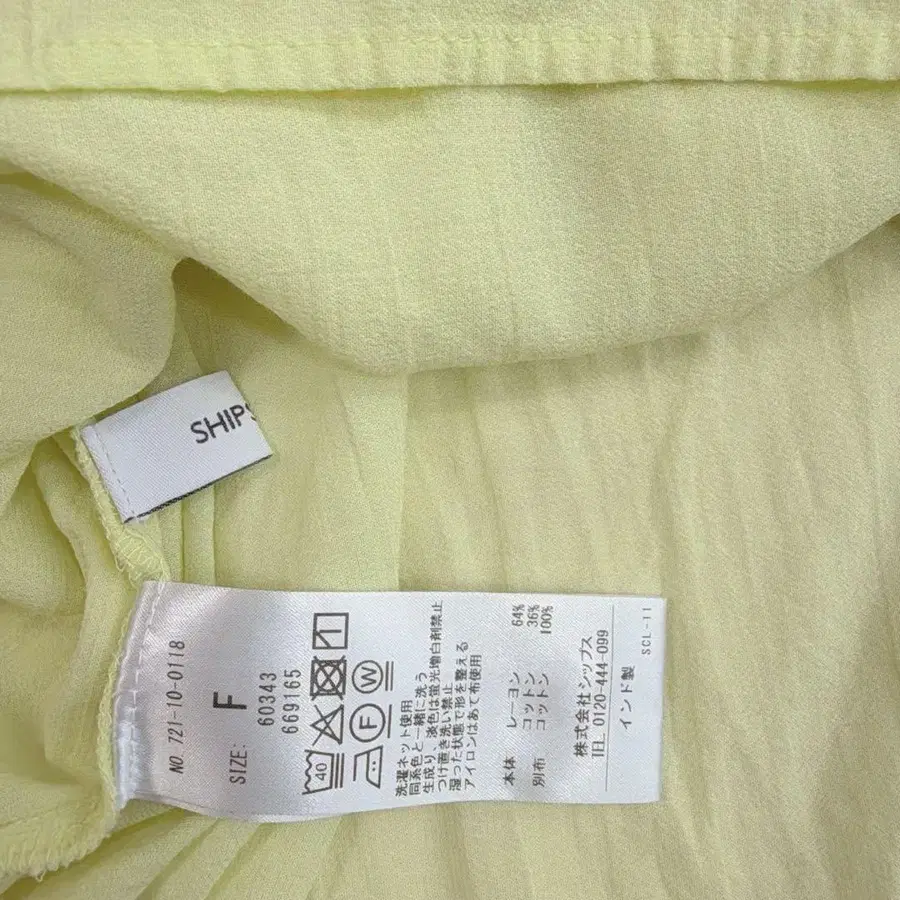 SHIPS
NO. 721-10-0118
SIZE: F
60343
669165
40
F
W
洗濯ネット使用
同系色と一緒に洗う
生成り、淡色は蛍光増白剤禁止
つけ置き洗い禁止
湿った状態で形を整える
アイロンはあて布使用
本体 レーヨン 64%
コットン 36%
別布 コットン 100%
株式会社シップス
TEL 0120-444-099
インド製
SCL-11